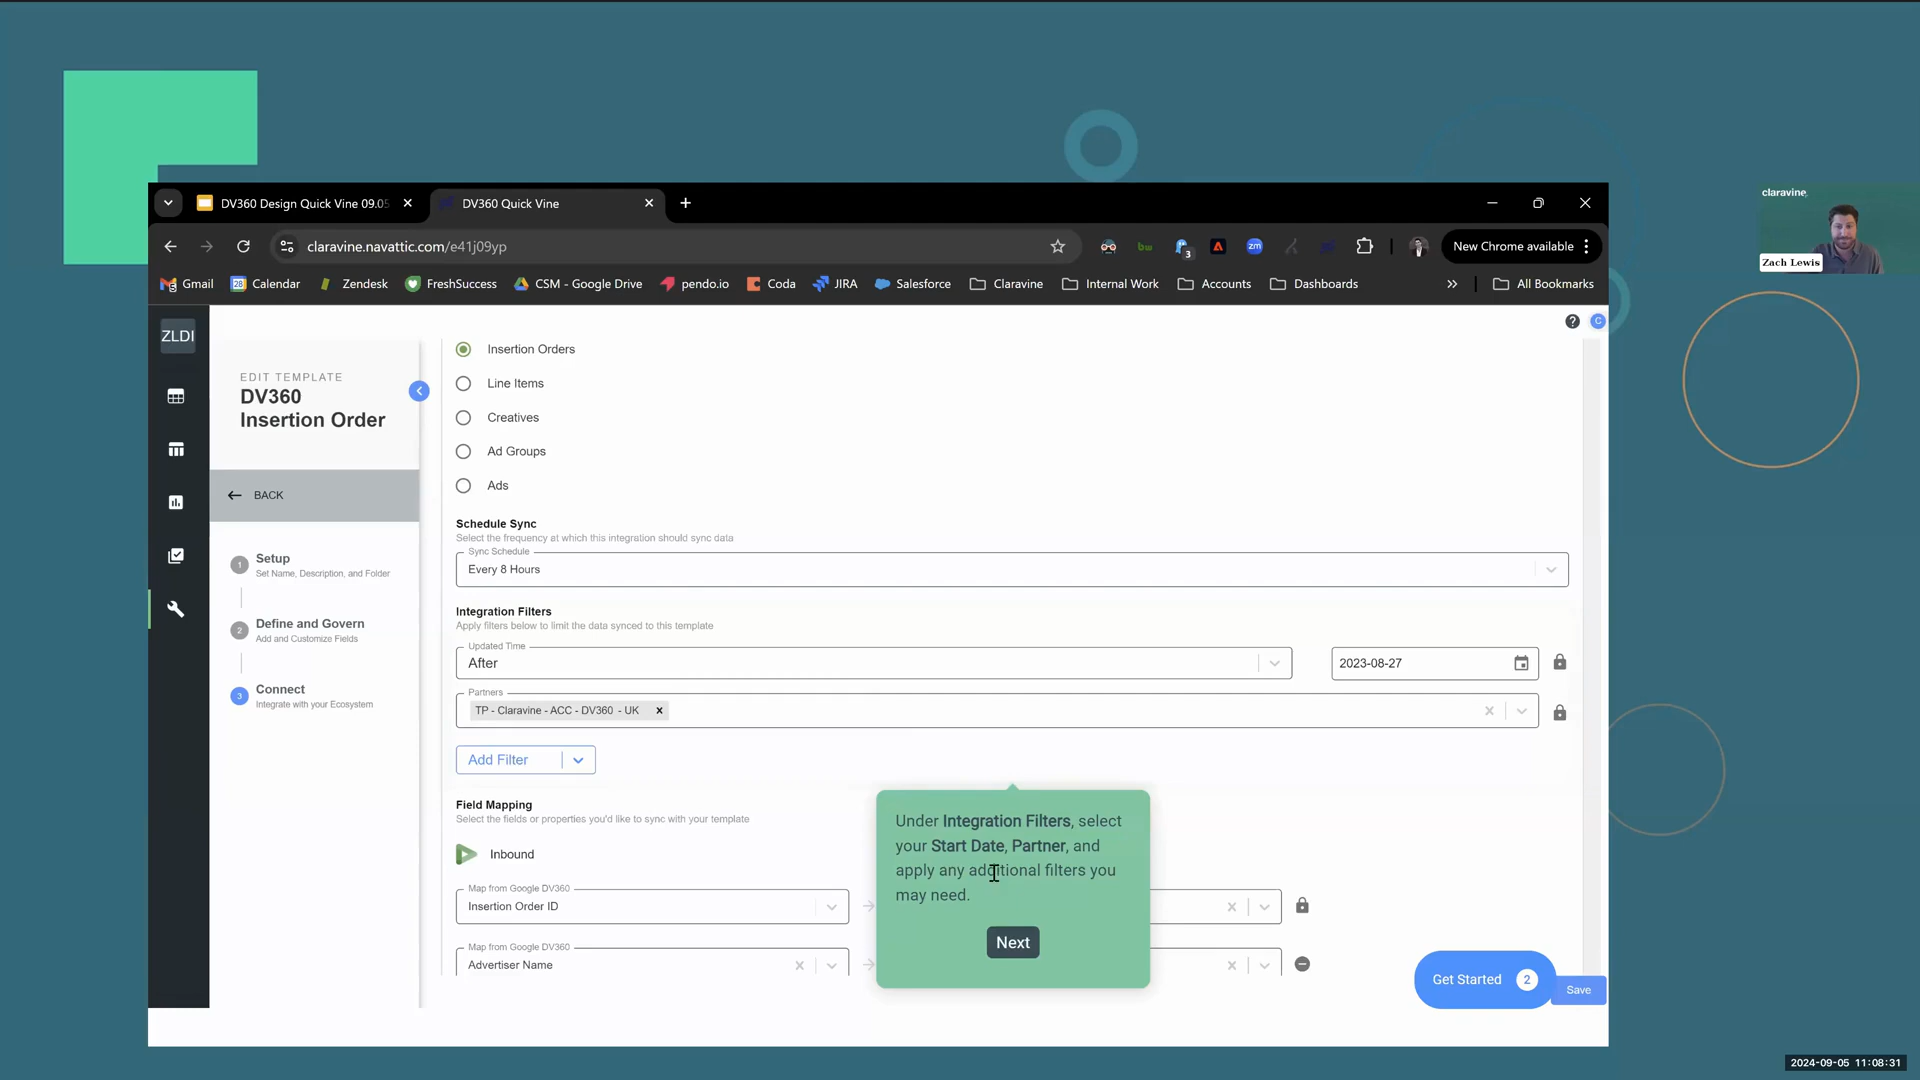 DV360 Design Quick Vine 09.05
DV360 Quick Vine
claravine.navattic.com/e41j09yp
bw
3
zm
New Chrome available
Gmail
28
Calendar
Zendesk
FreshSuccess
CSM - Google Drive
pendo.io
Coda
JIRA
Salesforce
Claravine
Internal Work
Accounts
Dashboards
All Bookmarks
claravine
Zach Lewis
ZLDI
C
EDIT TEMPLATE
DV360
Insertion Order
BACK
1
Setup
Set Name, Description, and Folder
2
Define and Govern
Add and Customize Fields
3
Connect
Integrate with your Ecosystem
Insertion Orders
Line Items
Creatives
Ad Groups
Ads
Schedule Sync
Select the frequency at which this integration should sync data
Sync Schedule
Every 8 Hours
Integration Filters
Apply filters below to limit the data synced to this template
Updated Time
After
2023-08-27
Partners
TP - Claravine - ACC - DV360 - UK
Add Filter
Field Mapping
Select the fields or properties you'd like to sync with your template
Inbound
Map from Google DV360
Insertion Order ID
Map from Google DV360
Advertiser Name
Under Integration Filters, select
your Start Date, Partner, and
apply any additional filters you
may need.
Next
Get Started 2
Save
2024-09-05 11:08:31